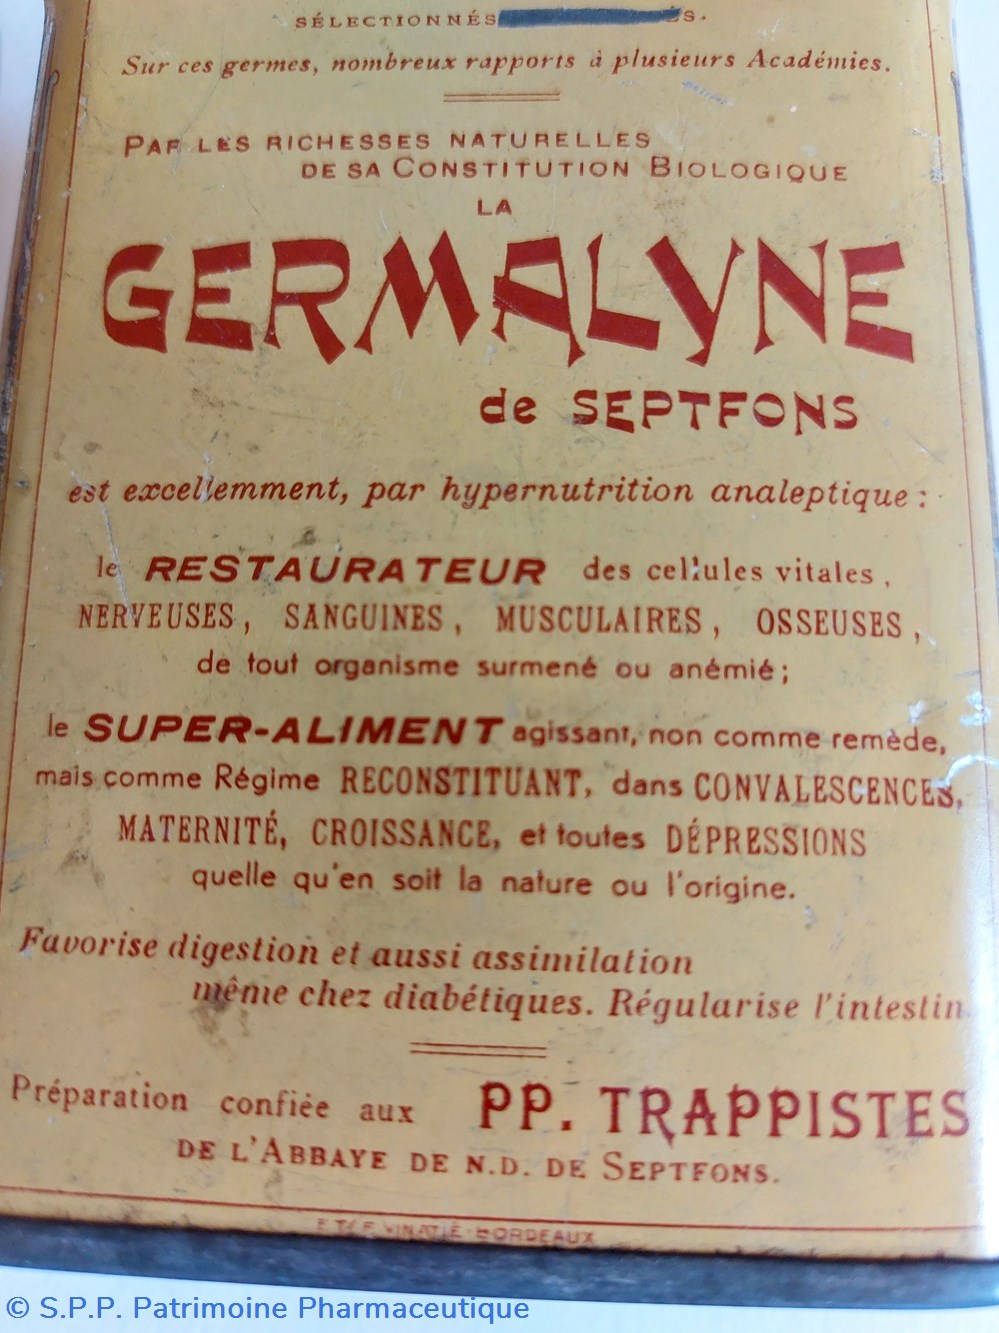 SÉLECTIONNÉS
Sur ces germes, nombreux rapports à plusieurs Académies.
PAR LES RICHESSES NATURELLES
DE SA CONSTITUTION BIOLOGIQUE
LA
GERMALYNE
de SEPTFONS
est excellemment, par hypernutrition analeptique :
le RESTAURATEUR des cellules vitales,
NERVEUSES, SANGUINES, MUSCULAIRES, OSSEUSES,
de tout organisme surmené ou anémié;
le SUPER-ALIMENT agissant, non comme remède,
mais comme Régime RECONSTITUANT, dans CONVALESCENCES,
MATERNITÉ, CROISSANCE, et toutes DÉPRESSIONS
quelle qu'en soit la nature ou l'origine.
Favorise digestion et aussi assimilation
même chez diabétiques. Régularise l'intestin.
Préparation confiée aux PP. TRAPPISTES
DE L'ABBAYE DE N.D. DE SEPTFONS.
VINATIÉ-BORDEAUX
© S.P.P. Patrimoine Pharmaceutique